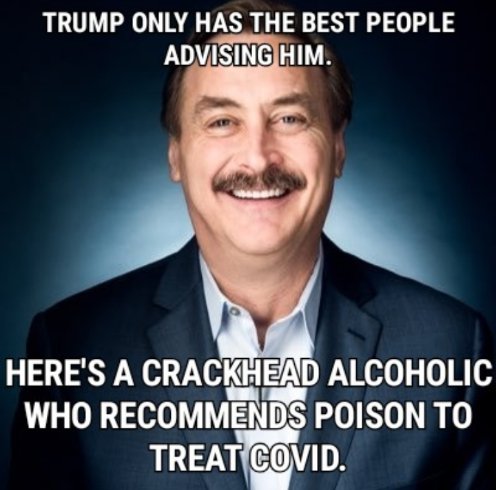 TRUMP ONLY HAS THE BEST PEOPLE
ADVISING HIM.
HERE'S A CRACKHEAD ALCOHOLIC
WHO RECOMMENDS POISON TO
TREAT COVID.